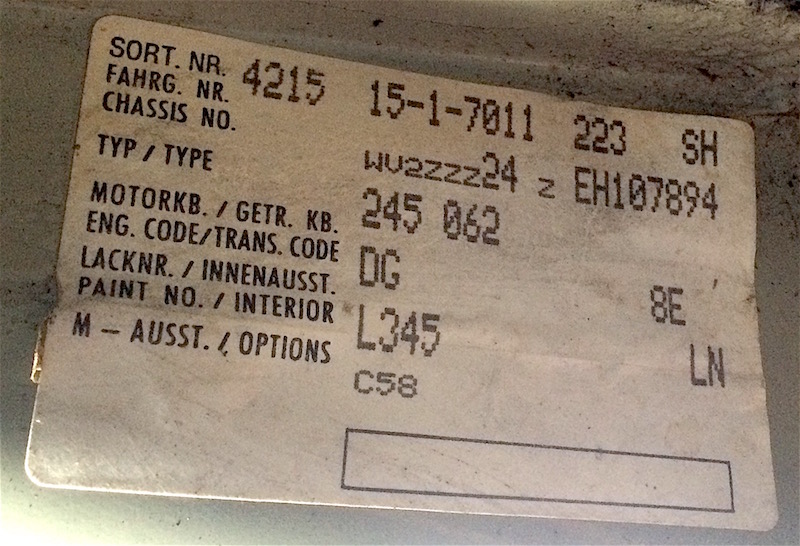 SORT. NR. 4215 15-1-7011 223 SH
FAHRG. NR.
CHASSIS NO. WV2ZZZ24 Z EH107894
TYP / TYPE 245 062
MOTORKB. / GETR. KB.
ENG. CODE/TRANS. CODE DG 8E
LACKNR. / INNENAUSST.
PAINT NO. / INTERIOR L345 LN
M – AUSST. / OPTIONS C58